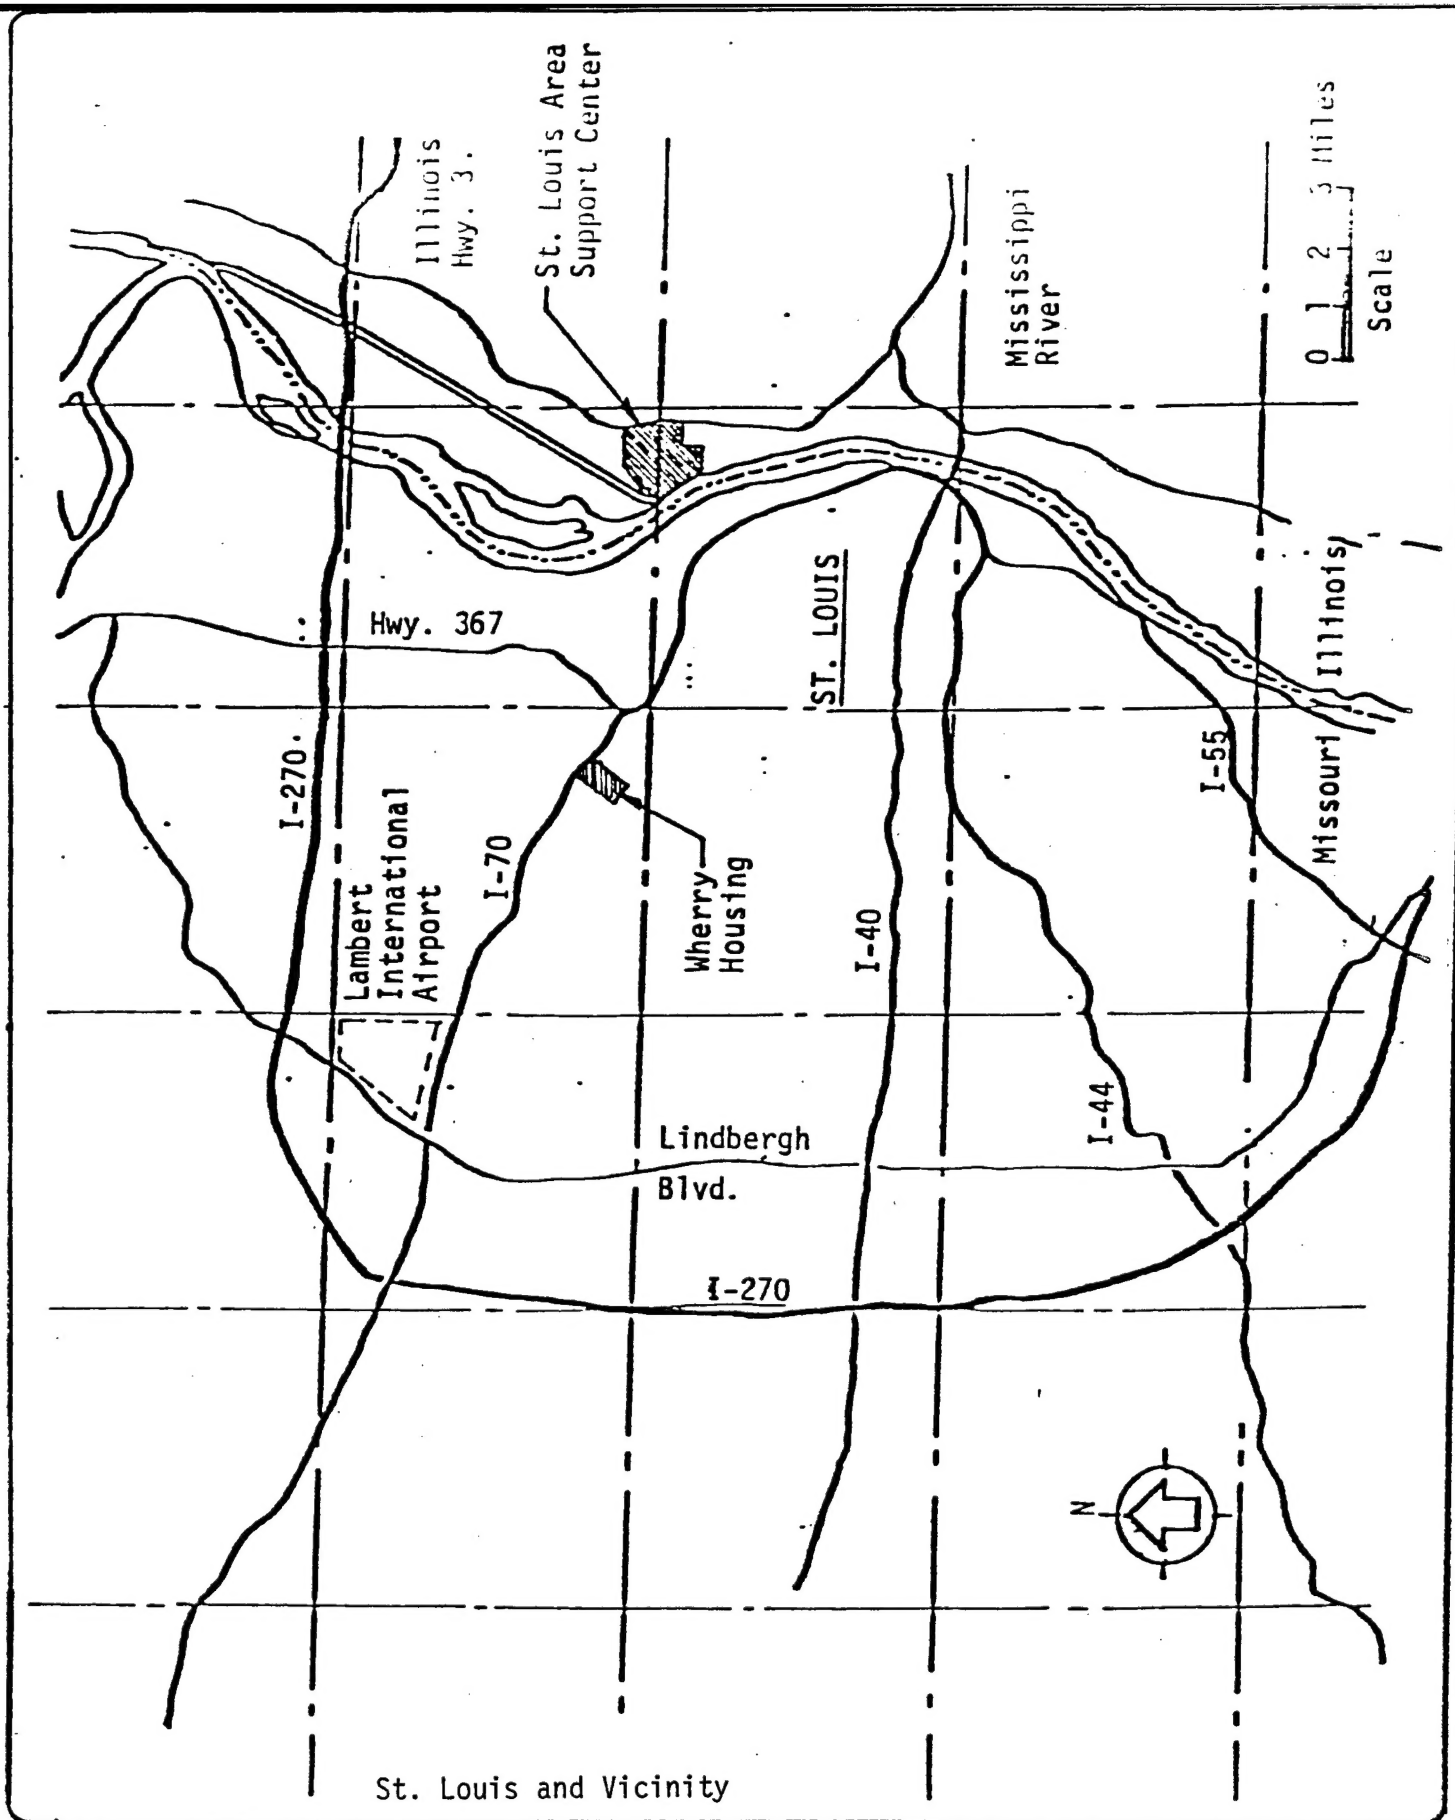 St. Louis Area
Support Center
Illinois
Hwy. 3.
Mississippi
River
0 1 2 3 Miles
Scale
Hwy. 367
ST. LOUIS
Missouri Illinois
I-270
Lambert
International
Airport
I-70
Wherry
Housing
I-40
I-55
I-44
Lindbergh
Blvd.
I-270
N
St. Louis and Vicinity